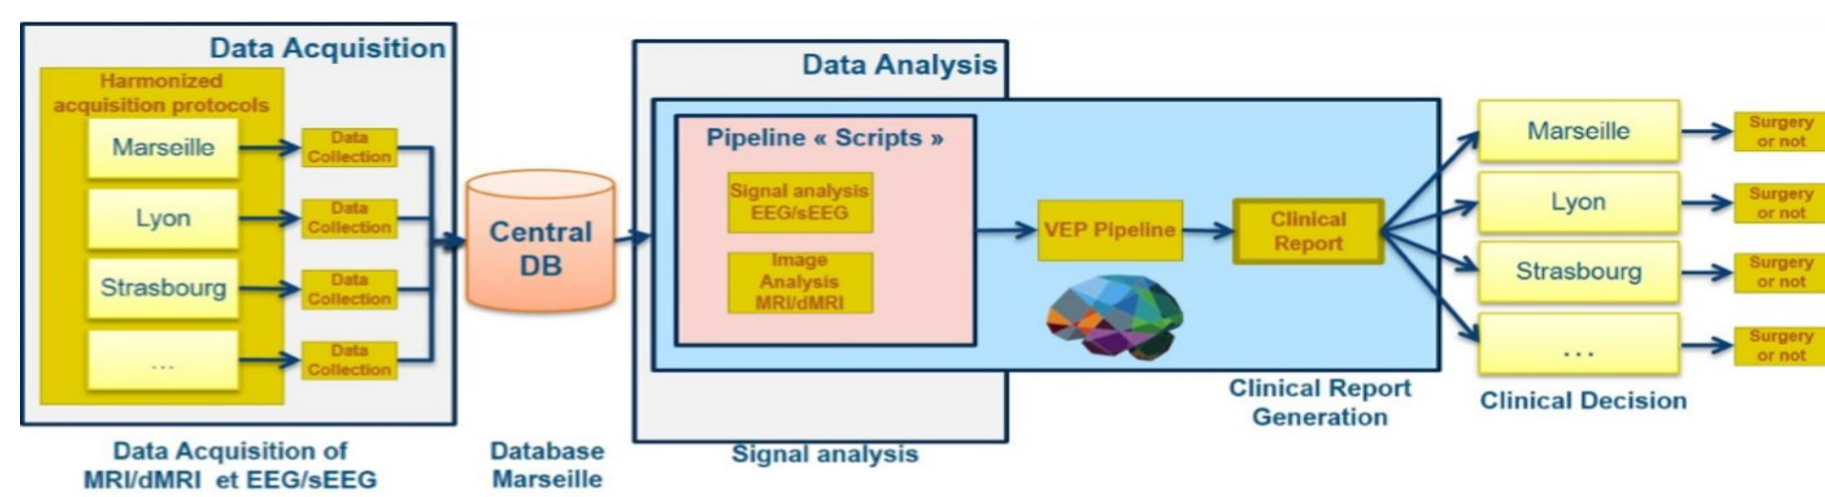 Data Acquisition
Harmonized
acquisition protocols
Marseille
Data
Collection
Lyon
Data
Collection
Strasbourg
Data
Collection
...
Data
Collection
Data Acquisition of
MRI/dMRI et EEG/sEEG
Central
DB
Database
Marseille
Data Analysis
Pipeline « Scripts »
Signal analysis
EEG/sEEG
Image
Analysis
MRI/dMRI
Signal analysis
VEP Pipeline
Clinical
Report
Clinical Report
Generation
Marseille
Surgery
or not
Lyon
Surgery
or not
Strasbourg
Surgery
or not
...
Surgery
or not
Clinical Decision